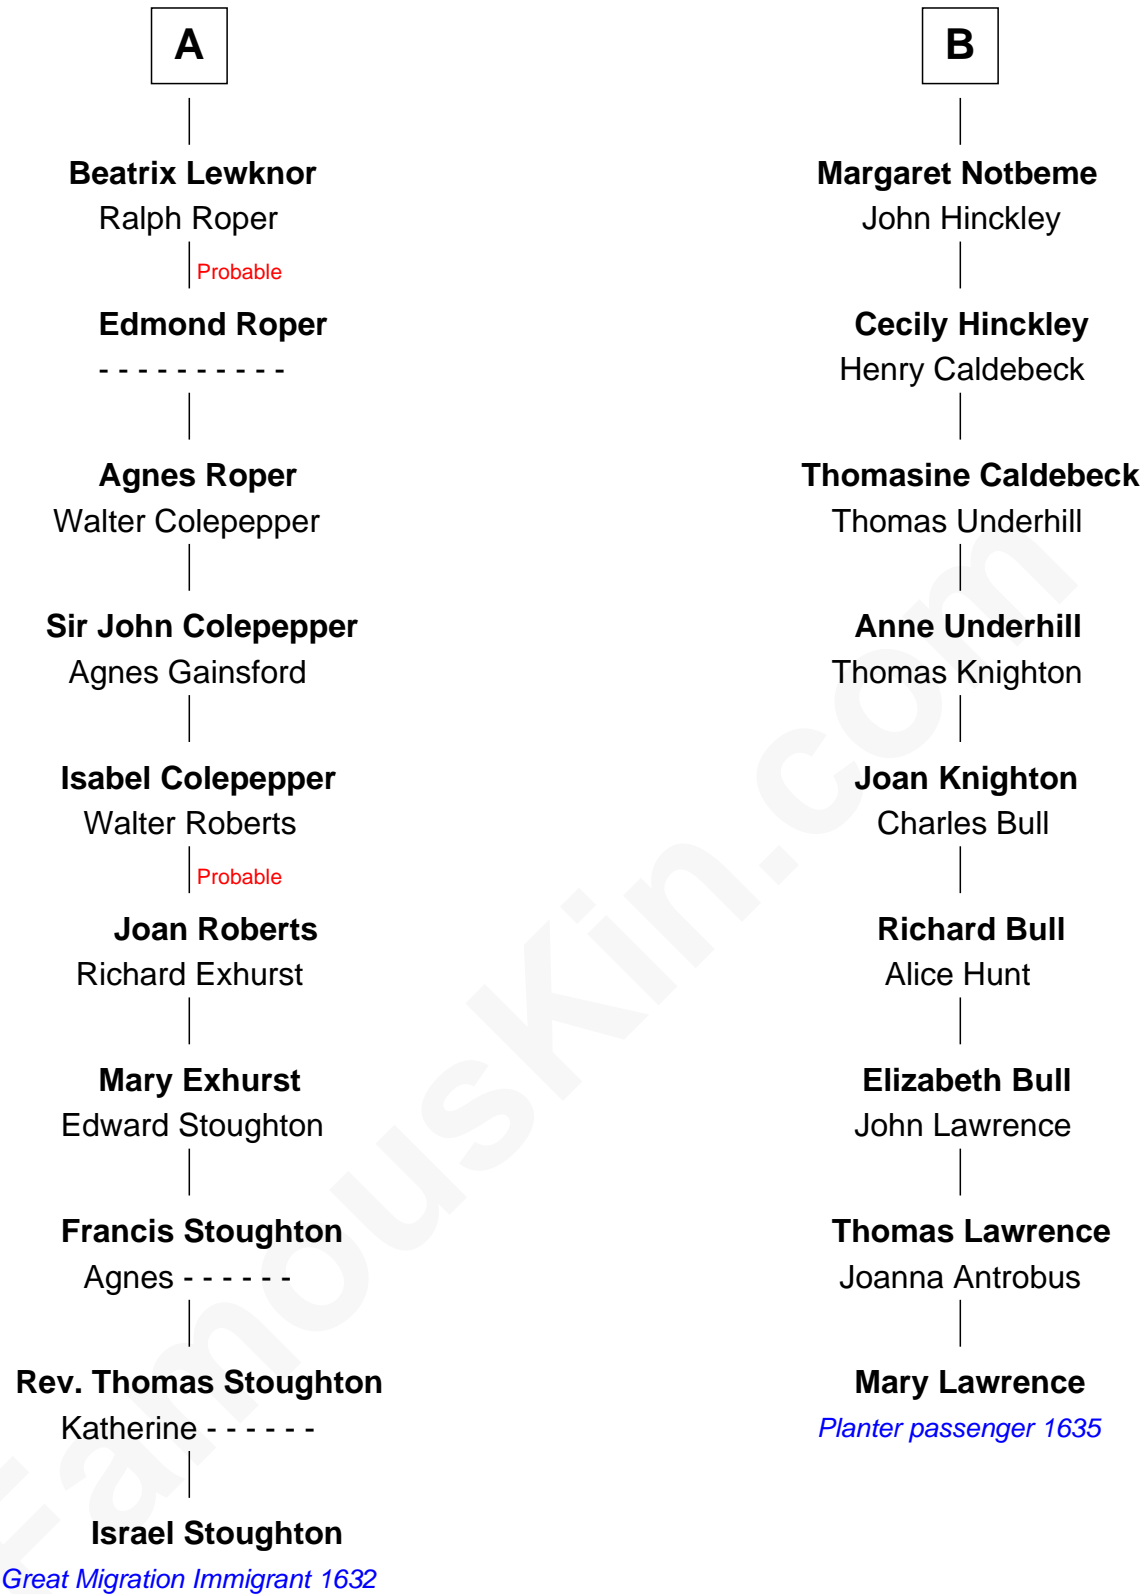 A
Beatrix Lewknor
Ralph Roper
Probable
Edmond Roper
- - - - - - - - - -
Agnes Roper
Walter Colepepper
Sir John Colepepper
Agnes Gainsford
Isabel Colepepper
Walter Roberts
Probable
Joan Roberts
Richard Exhurst
Mary Exhurst
Edward Stoughton
Francis Stoughton
Agnes - - - - - -
Rev. Thomas Stoughton
Katherine - - - - - -
Israel Stoughton
Great Migration Immigrant 1632
B
Margaret Notbeme
John Hinckley
Cecily Hinckley
Henry Caldebeck
Thomasine Caldebeck
Thomas Underhill
Anne Underhill
Thomas Knighton
Joan Knighton
Charles Bull
Richard Bull
Alice Hunt
Elizabeth Bull
John Lawrence
Thomas Lawrence
Joanna Antrobus
Mary Lawrence
Planter passenger 1635
FamousKin.com